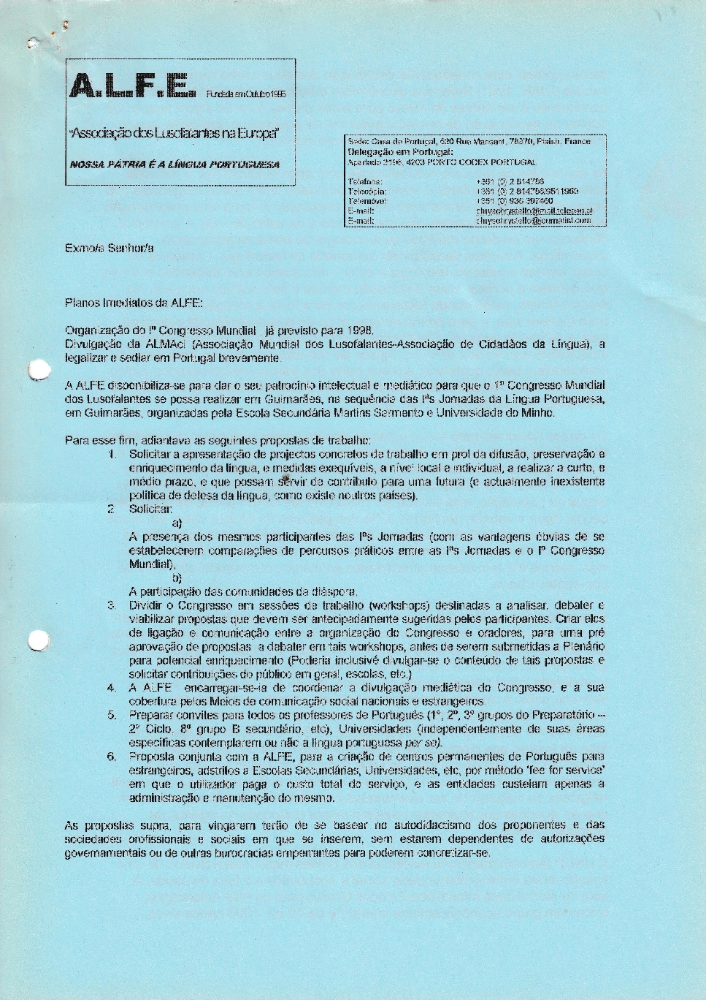 A.L.F.E. Fundada em Outubro 1996
"Associação dos Lusofalantes na Europa"
NOSSA PÁTRIA É A LÍNGUA PORTUGUESA
Sede: Casa de Portugal, 620 Rue Mansart, 78370, Plaisir, France
Delegação em Portugal:
Apartado 4203 PORTO CODEX PORTUGAL
Telefone: +351 (0) 2 814756
Telecópia: +351 (0) 2 814756/9511969
Telemóvel: +351 (0) 936 397460
E-mail: chryschrystello@mail.telepac.pt
E-mail: chryschrystello@journalist.com
Exmo/a Senhor/a
Planos Imediatos da ALFE:
Organização do Iº Congresso Mundial , já previsto para 1998.
Divulgação da ALMAci (Associação Mundial dos Lusofalantes-Associação de Cidadãos da Língua), a
legalizar e sediar em Portugal brevemente.
A ALFE disponibiliza-se para dar o seu patrocínio intelectual e mediático para que o 1º Congresso Mundial
dos Lusofalantes se possa realizar em Guimarães, na sequência das Iªs Jornadas da Língua Portuguesa,
em Guimarães, organizadas pela Escola Secundária Martins Sarmento e Universidade do Minho.
Para esse fim, adiantava as seguintes propostas de trabalho:
1. Solicitar a apresentação de projectos concretos de trabalho em prol da difusão, preservação e
enriquecimento da língua, e medidas exequíveis, a nível local e individual, a realizar a curto, e
médio prazo, e que possam servir de contributo para uma futura (e actualmente inexistente
política de defesa da língua, como existe noutros países).
2. Solicitar:
a)
A presença dos mesmos participantes das Iªs Jornadas (com as vantagens óbvias de se
estabelecerem comparações de percursos práticos entre as Iªs Jornadas e o Iº Congresso
Mundial),
b)
A participação das comunidades da diáspora.
3. Dividir o Congresso em sessões de trabalho (workshops) destinadas a analisar, debater e
viabilizar propostas que devem ser antecipadamente sugeridas pelos participantes. Criar elos
de ligação e comunicação entre a organização do Congresso e oradores, para uma pré
aprovação de propostas a debater em tais workshops, antes de serem submetidas a Plenário
para potencial enriquecimento (Poderia inclusivé divulgar-se o conteúdo de tais propostas e
solicitar contribuições do público em geral, escolas, etc.)
4. A ALFE encarregar-se-ia de coordenar a divulgação mediática do Congresso, e a sua
cobertura pelos Meios de comunicação social nacionais e estrangeiros.
5. Preparar convites para todos os professores de Português (1º, 2º, 3º grupos do Preparatório –
2º Ciclo, 8º grupo B secundário, etc), Universidades (independentemente de suas áreas
específicas contemplarem ou não a língua portuguesa per se).
6. Proposta conjunta com a ALFE, para a criação de centros permanentes de Português para
estrangeiros, adstritos a Escolas Secundárias, Universidades, etc, por método 'fee for service'
em que o utilizador paga o custo total do serviço, e as entidades custeiam apenas a
administração e manutenção do mesmo.
As propostas supra, para vingarem terão de se basear no autodidactismo dos proponentes e das
sociedades profissionais e sociais em que se inserem, sem estarem dependentes de autorizações
governamentais ou de outras burocracias emperrantes para poderem concretizar-se.